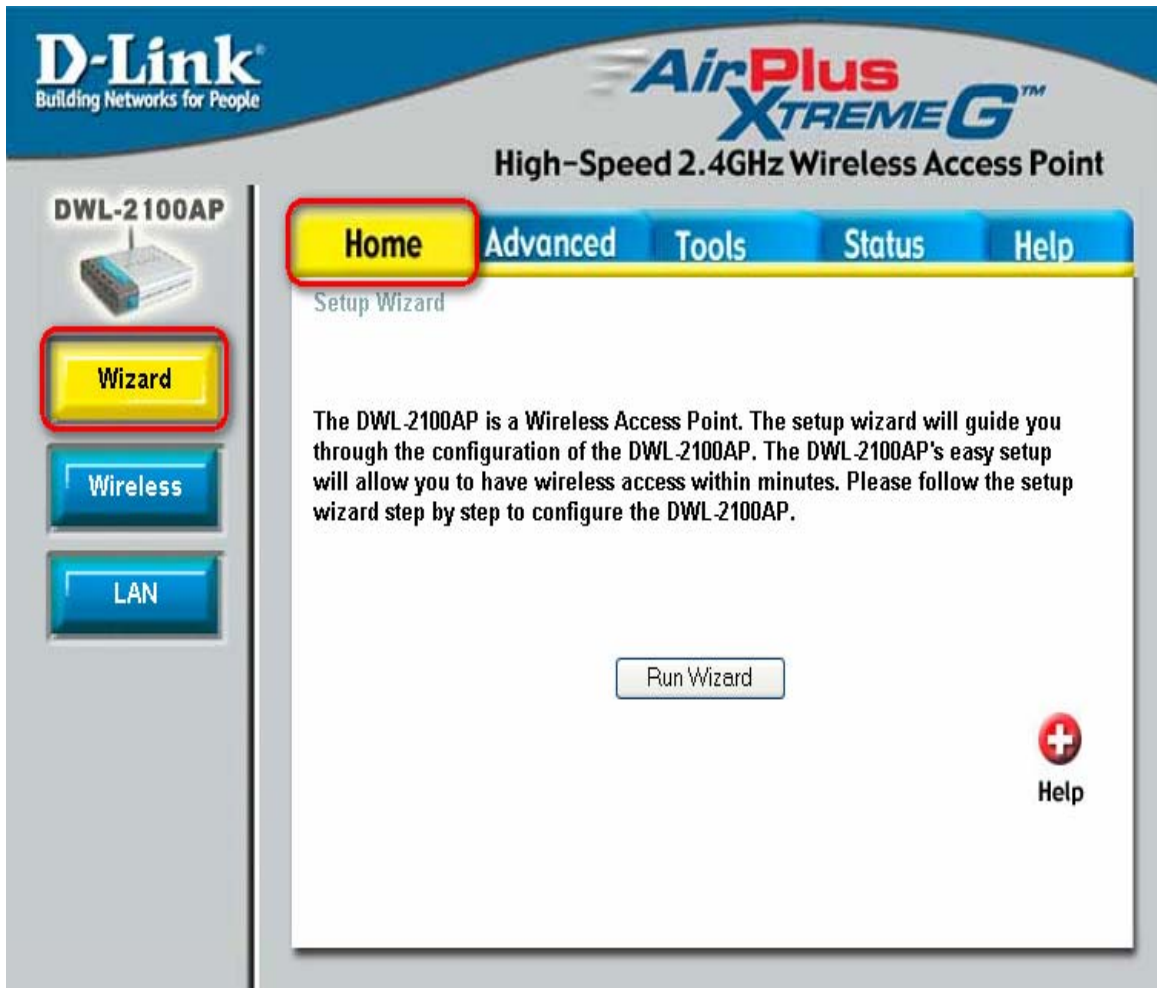 D-Link
Building Networks for People
AirPlus
XTREME G™
High-Speed 2.4GHz Wireless Access Point
DWL-2100AP
Home
Advanced
Tools
Status
Help
Wizard
Wireless
LAN
Setup Wizard
The DWL-2100AP is a Wireless Access Point. The setup wizard will guide you
through the configuration of the DWL-2100AP. The DWL-2100AP's easy setup
will allow you to have wireless access within minutes. Please follow the setup
wizard step by step to configure the DWL-2100AP.
Run Wizard
Help